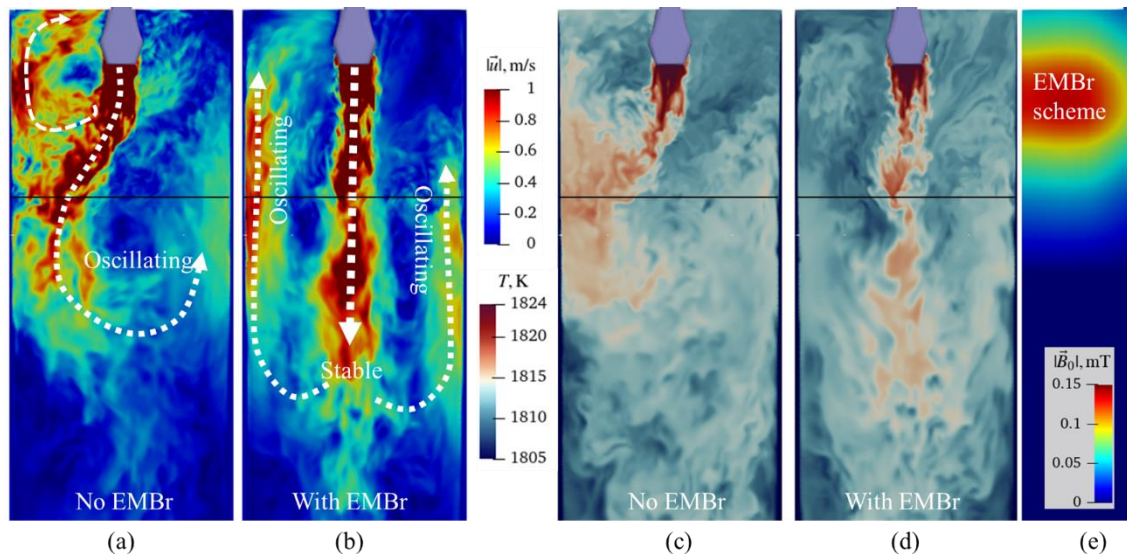 Oscillating
No EMBr
(a)
Oscillating
Oscillating
Stable
With EMBr
(b)
|u⃗|, m/s
1
0.8
0.6
0.4
0.2
0
T, K
1824
1820
1815
1810
1805
No EMBr
(c)
With EMBr
(d)
EMBr
scheme
|B⃗₀|, mT
0.15
0.1
0.05
0
(e)